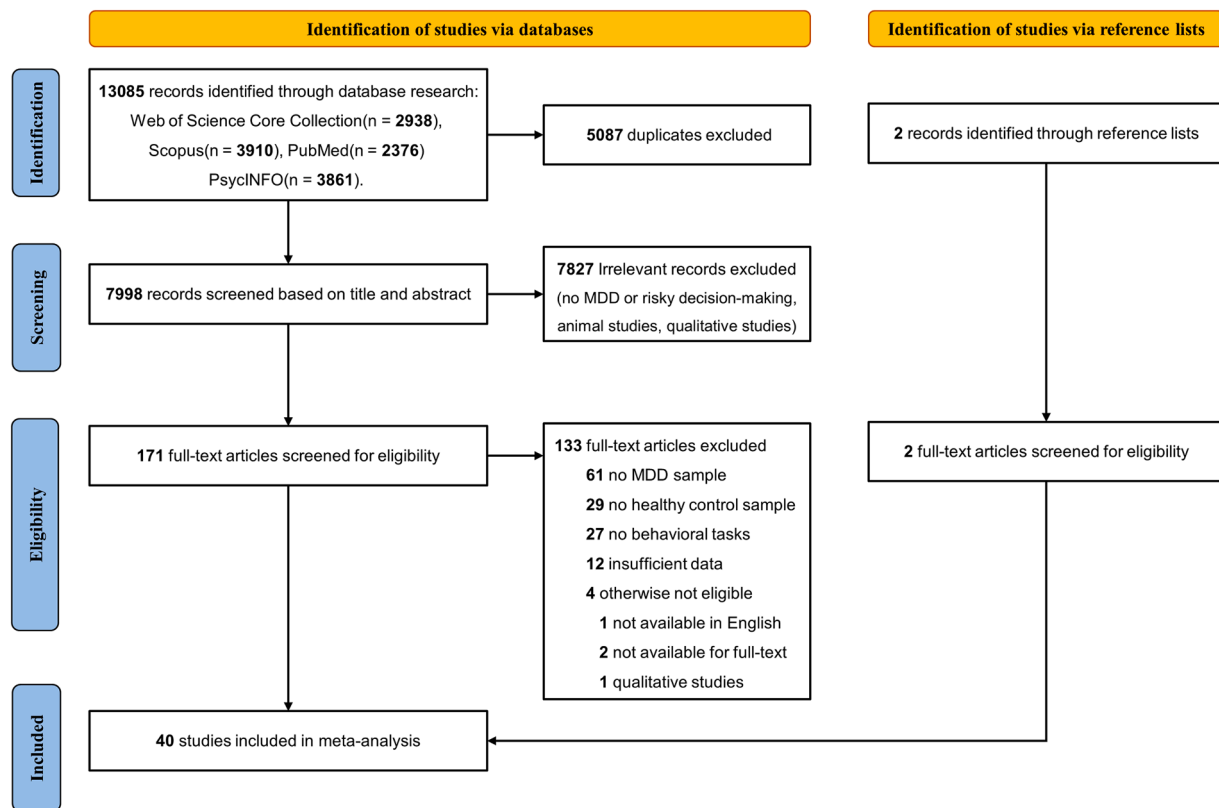 Identification of studies via databases
Identification of studies via reference lists
Identification
13085 records identified through database research:
Web of Science Core Collection(n = 2938),
Scopus(n = 3910), PubMed(n = 2376)
PsycINFO(n = 3861).
5087 duplicates excluded
2 records identified through reference lists
Screening
7998 records screened based on title and abstract
7827 Irrelevant records excluded
(no MDD or risky decision-making,
animal studies, qualitative studies)
Eligibility
171 full-text articles screened for eligibility
133 full-text articles excluded
61 no MDD sample
29 no healthy control sample
27 no behavioral tasks
12 insufficient data
4 otherwise not eligible
1 not available in English
2 not available for full-text
1 qualitative studies
2 full-text articles screened for eligibility
Included
40 studies included in meta-analysis